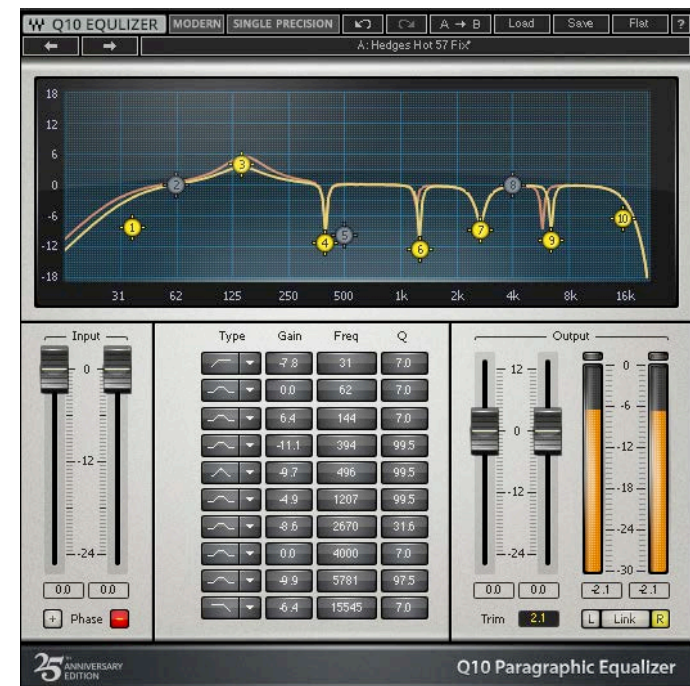 Q10 EQULIZER MODERN SINGLE PRECISION A → B Load Save Flat ?
A: Hedges Hot 57 Fix*
18
12
6
0
-6
-12
-18
1 2 3 4 5 6 7 8 9 10
31 62 125 250 500 1k 2k 4k 8k 16k
Input Type Gain Freq Q Output
-7.8 31 7.0
0.0 62 7.0
6.4 144 7.0
-11.1 394 99.5
-9.7 496 99.5
-4.9 1207 99.5
-8.6 2670 31.6
0.0 4000 7.0
-9.9 5781 97.5
-6.4 15545 7.0
0
-12
-24
12
0
-12
-24
0
-6
-12
-18
-24
-30
0.0 0.0 0.0 0.0 -2.1 -2.1
+ Phase - Trim 2.1 L Link R
25TH ANNIVERSARY EDITION Q10 Paragraphic Equalizer